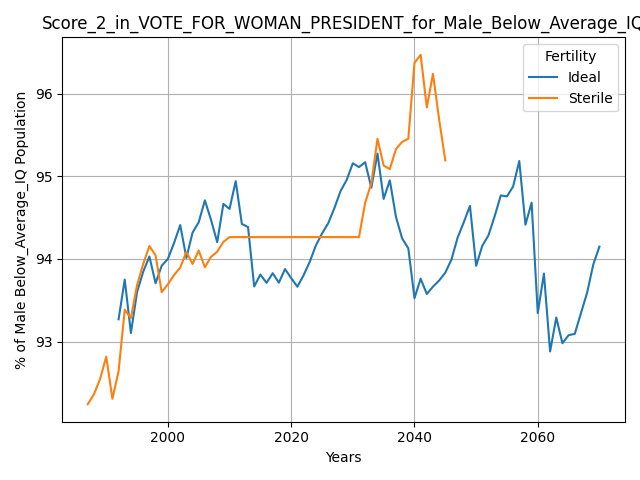 Score_2_in_VOTE_FOR_WOMAN_PRESIDENT_for_Male_Below_Average_IQ
Fertility
Ideal
Sterile
% of Male Below_Average_IQ Population
96
95
94
93
2000
2020
2040
2060
Years